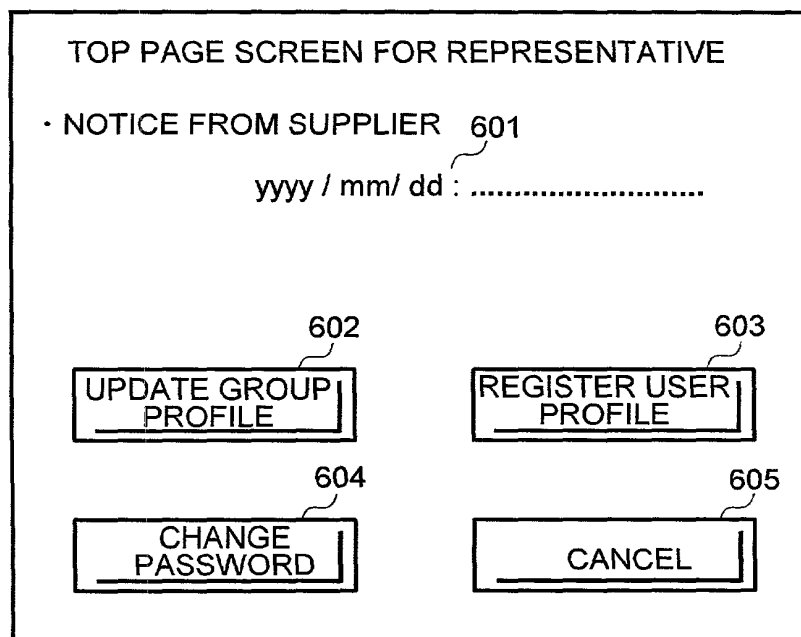 TOP PAGE SCREEN FOR REPRESENTATIVE
· NOTICE FROM SUPPLIER 601
yyyy / mm/ dd : ............................
602 603
UPDATE GROUP PROFILE
REGISTER USER PROFILE
604 605
CHANGE PASSWORD
CANCEL